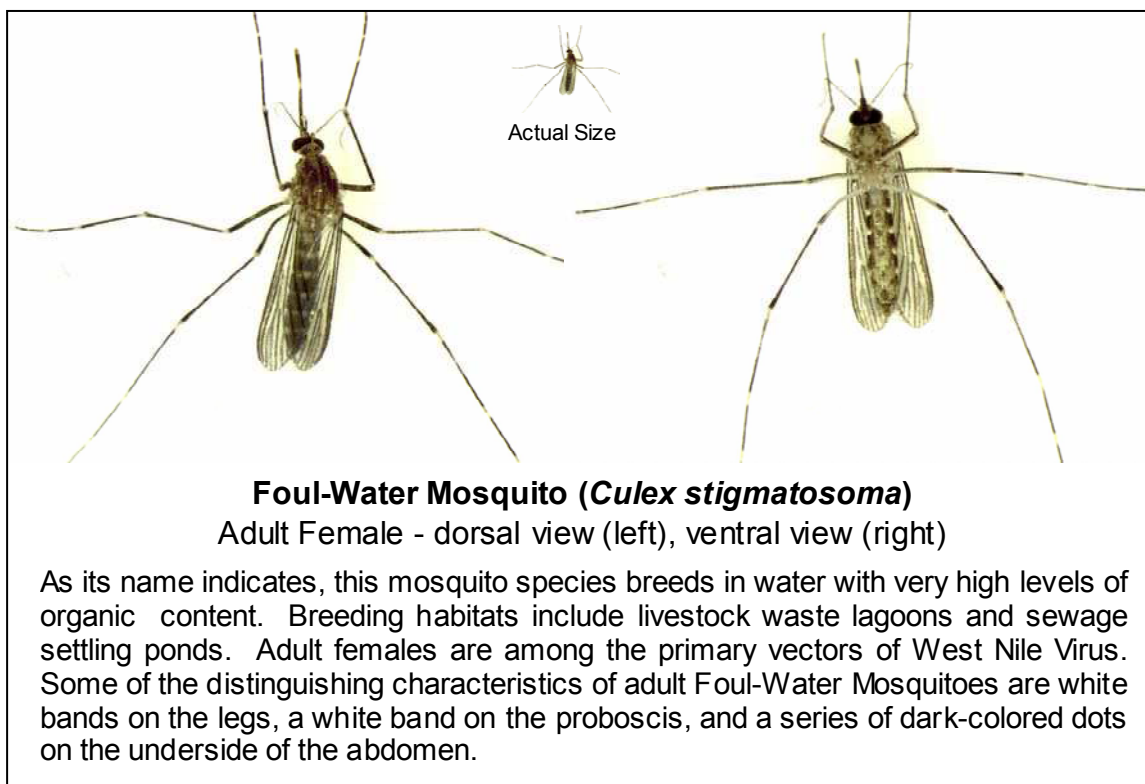 Actual Size
Foul-Water Mosquito (Culex stigmatosoma)
Adult Female - dorsal view (left), ventral view (right)
As its name indicates, this mosquito species breeds in water with very high levels of
organic content. Breeding habitats include livestock waste lagoons and sewage
settling ponds. Adult females are among the primary vectors of West Nile Virus.
Some of the distinguishing characteristics of adult Foul-Water Mosquitoes are white
bands on the legs, a white band on the proboscis, and a series of dark-colored dots
on the underside of the abdomen.